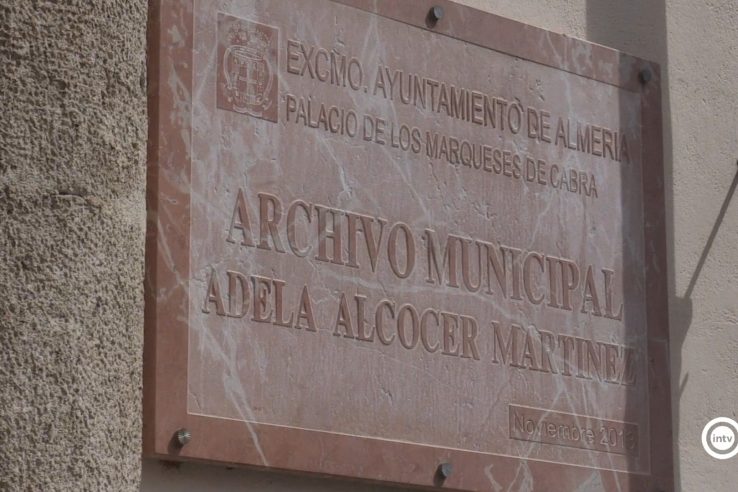 EXCMO. AYUNTAMIENTO DE ALMERIA
PALACIO DE LOS MARQUESES DE CABRA
ARCHIVO MUNICIPAL
ADELA ALCOCER MARTINEZ
Noviembre
intv